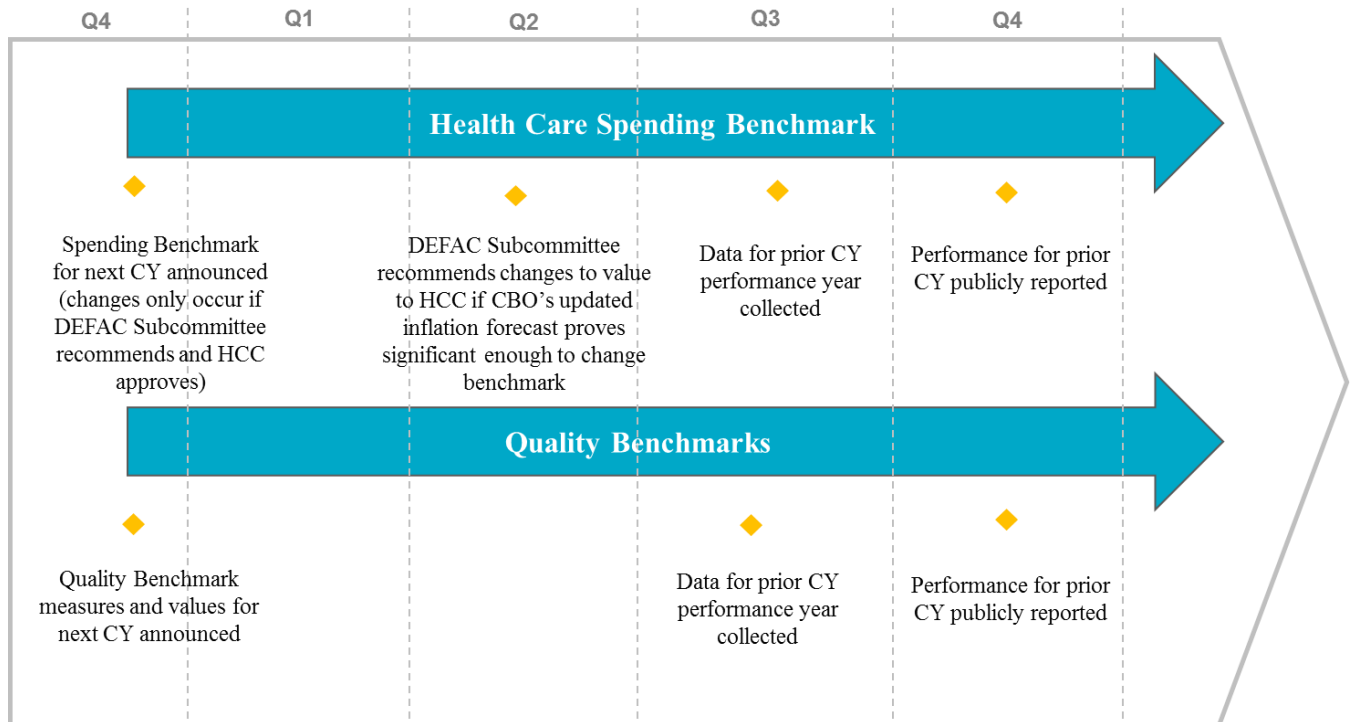 Q4
Q1
Q2
Q3
Q4
Health Care Spending Benchmark
Spending Benchmark
for next CY announced
(changes only occur if
DEFAC Subcommittee
recommends and HCC
approves)
DEFAC Subcommittee
recommends changes to value
to HCC if CBO’s updated
inflation forecast proves
significant enough to change
benchmark
Data for prior CY
performance year
collected
Performance for prior
CY publicly reported
Quality Benchmarks
Quality Benchmark
measures and values for
next CY announced
Data for prior CY
performance year
collected
Performance for prior
CY publicly reported